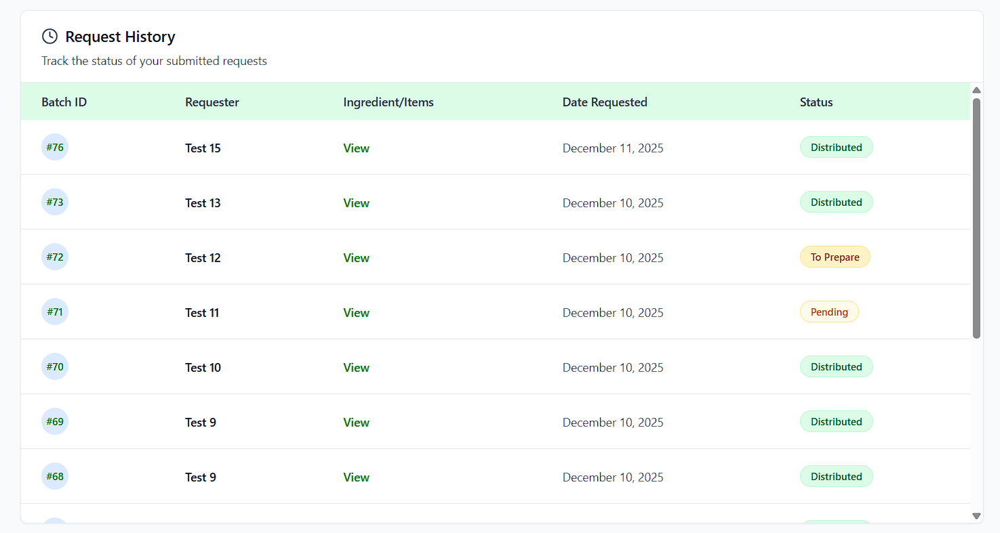 Request History
Track the status of your submitted requests
Batch ID Requester Ingredient/Items Date Requested Status
#76 Test 15 View December 11, 2025 Distributed
#73 Test 13 View December 10, 2025 Distributed
#72 Test 12 View December 10, 2025 To Prepare
#71 Test 11 View December 10, 2025 Pending
#70 Test 10 View December 10, 2025 Distributed
#69 Test 9 View December 10, 2025 Distributed
#68 Test 9 View December 10, 2025 Distributed